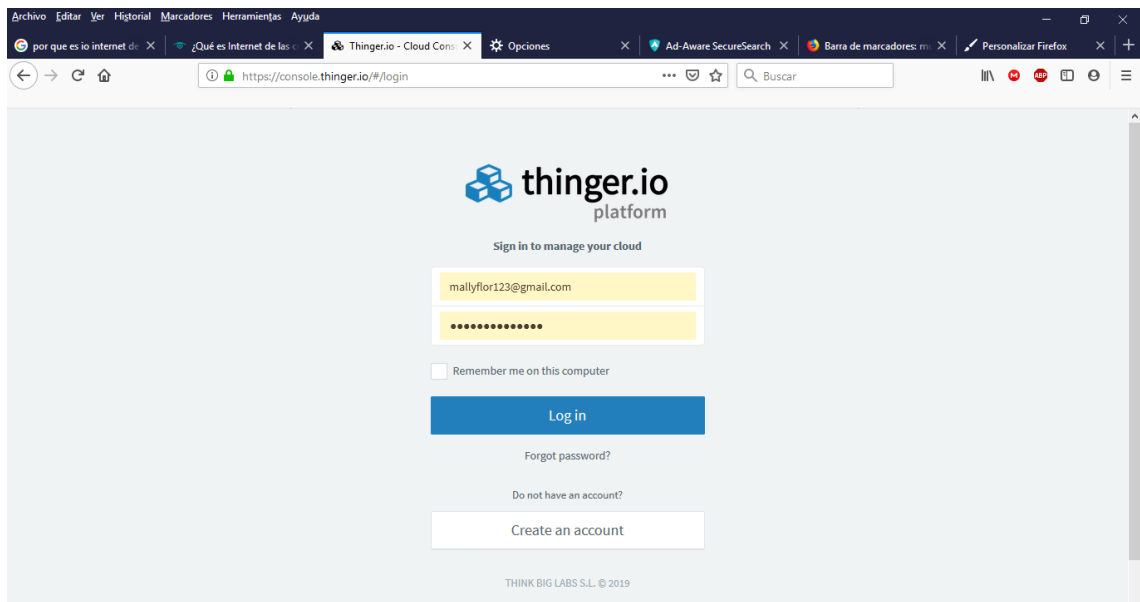 Archivo Editar Ver Historial Marcadores Herramientas Ayuda
por que es io internet de ¿Qué es Internet de las c Thinger.io - Cloud Cons Opciones Ad-Aware SecureSearch Barra de marcadores: m Personalizar Firefox
https://console.thinger.io/#/login Buscar
thinger.io
platform
Sign in to manage your cloud
mallyflor123@gmail.com
••••••••••••••
Remember me on this computer
Log in
Forgot password?
Do not have an account?
Create an account
THINK BIG LABS S.L. © 2019